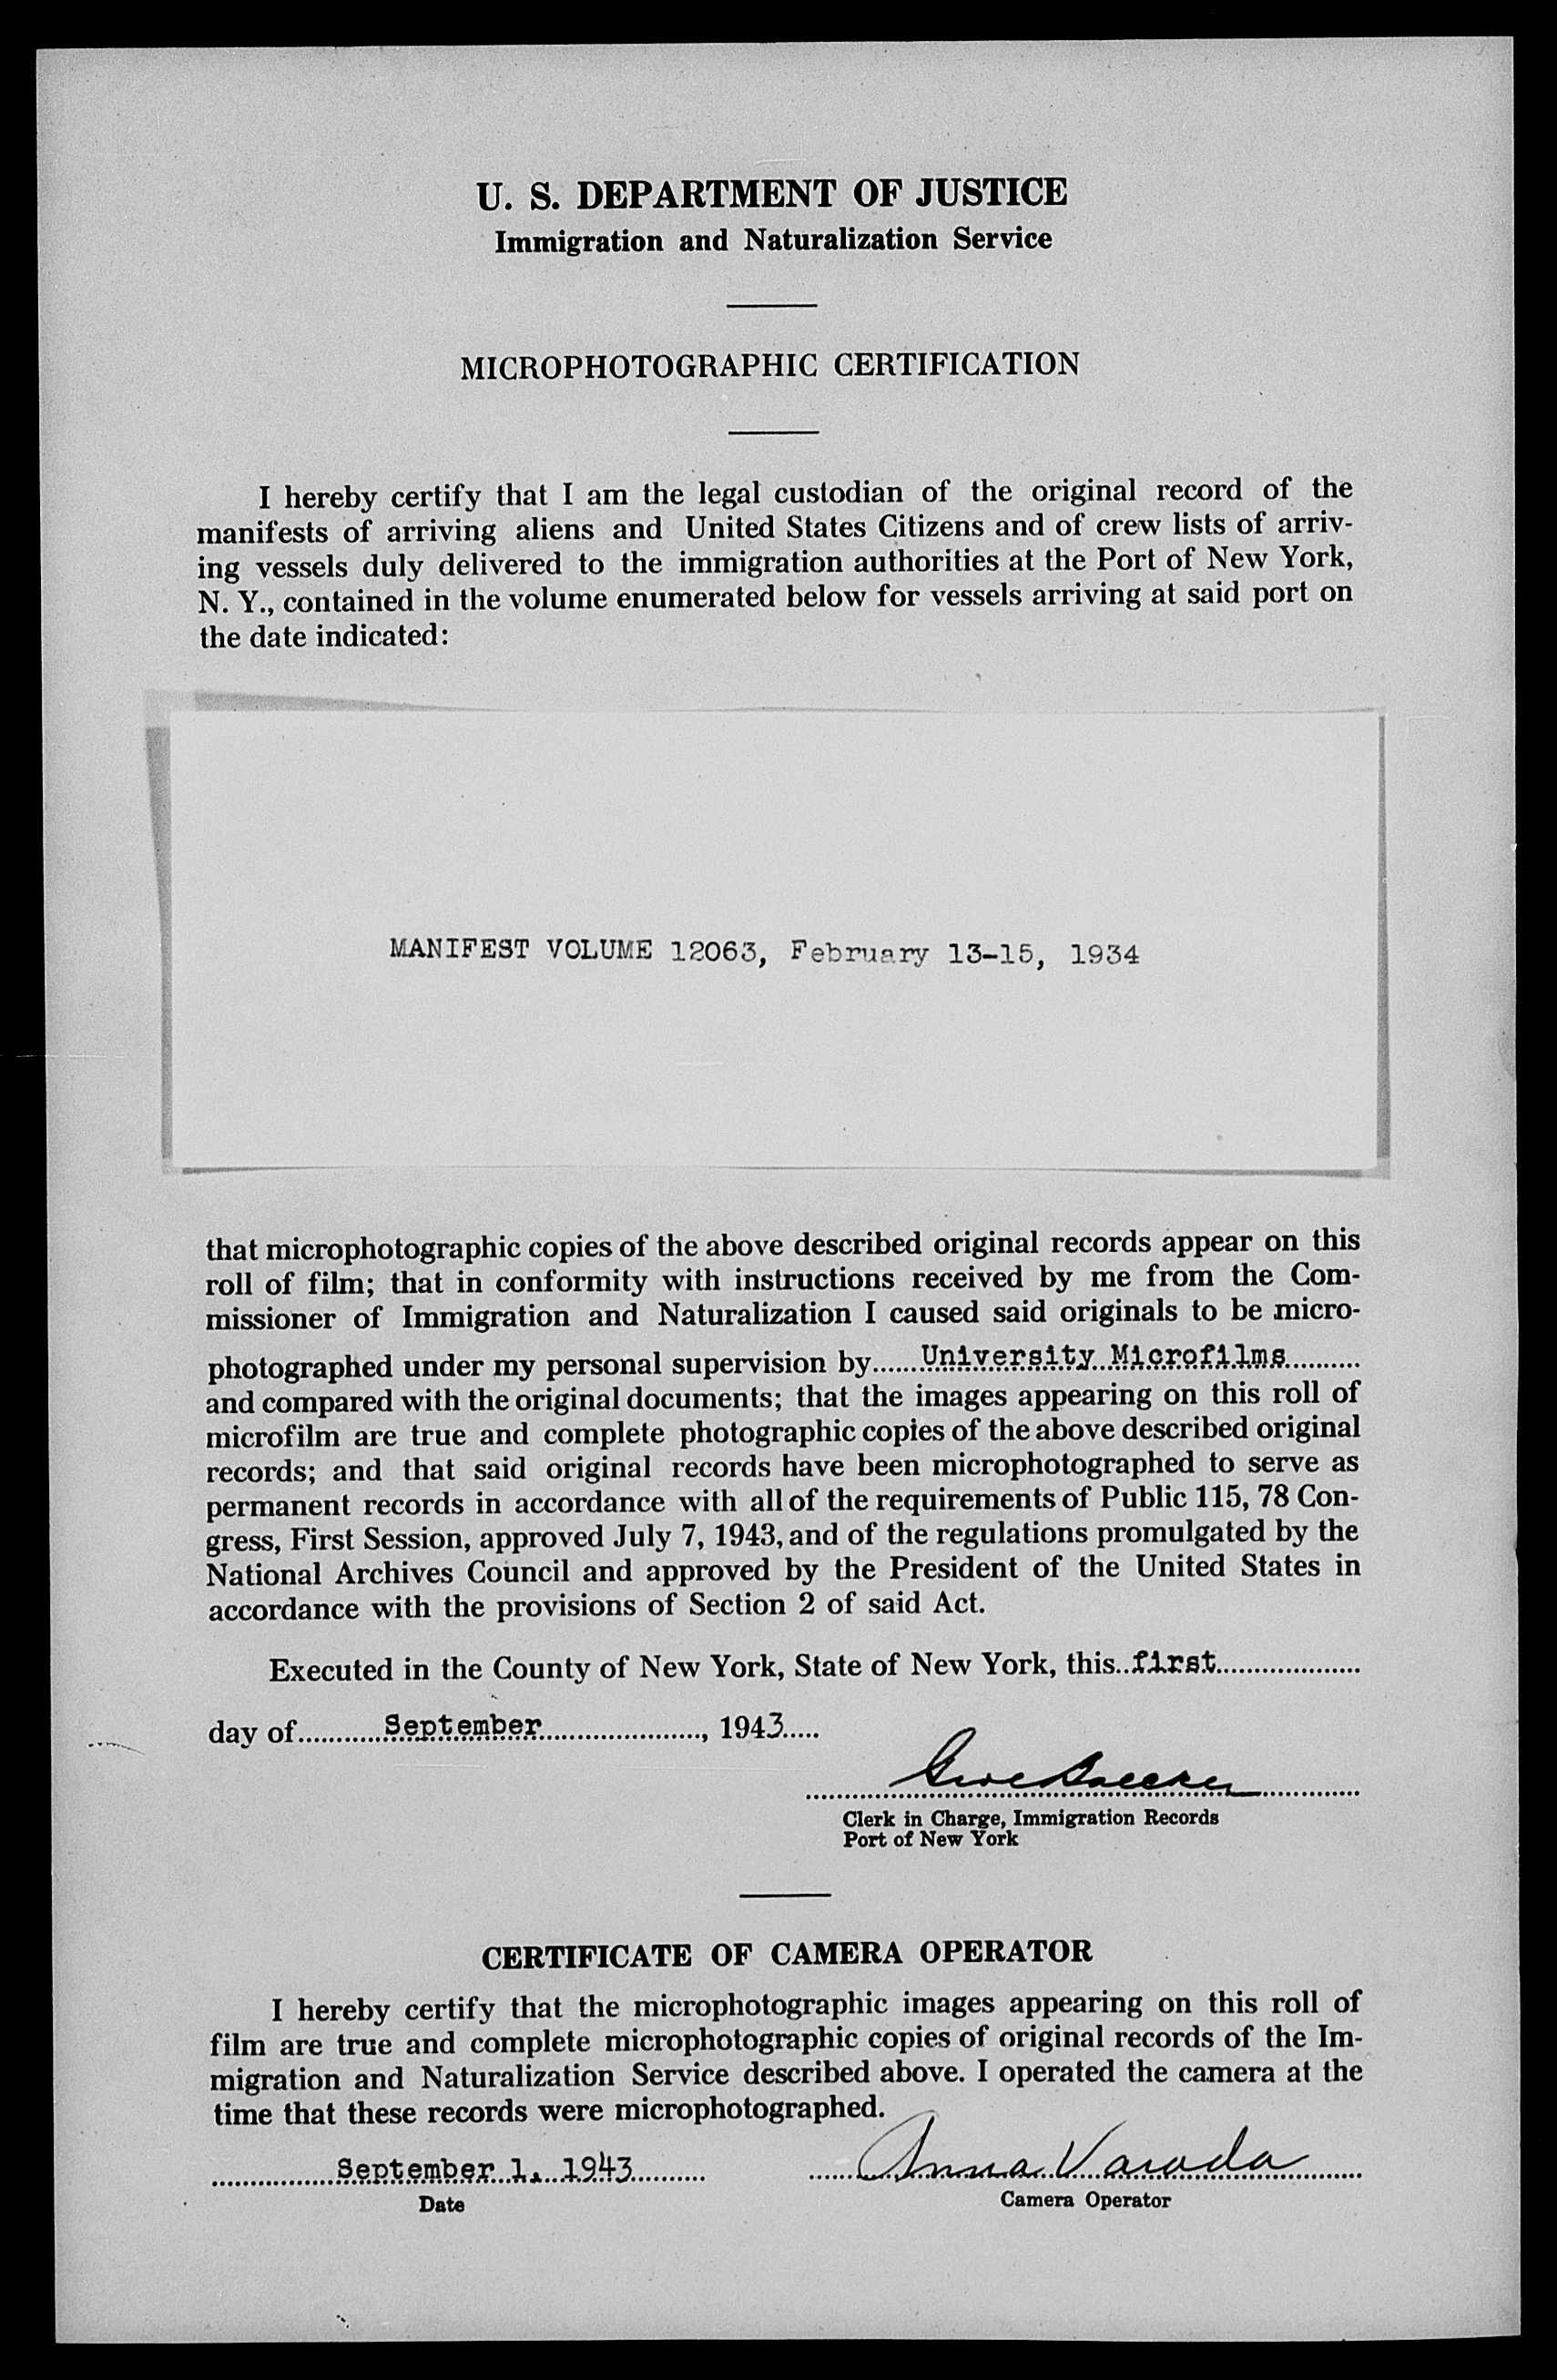 U. S. DEPARTMENT OF JUSTICE
Immigration and Naturalization Service
MICROPHOTOGRAPHIC CERTIFICATION
I hereby certify that I am the legal custodian of the original record of the
manifests of arriving aliens and United States Citizens and of crew lists of arriv-
ing vessels duly delivered to the immigration authorities at the Port of New York,
N. Y., contained in the volume enumerated below for vessels arriving at said port on
the date indicated:
MANIFEST VOLUME 12063, February 13-15, 1934
that microphotographic copies of the above described original records appear on this
roll of film; that in conformity with instructions received by me from the Com-
missioner of Immigration and Naturalization I caused said originals to be micro-
photographed under my personal supervision by......University Microfilms..........
and compared with the original documents; that the images appearing on this roll of
microfilm are true and complete photographic copies of the above described original
records; and that said original records have been microphotographed to serve as
permanent records in accordance with all of the requirements of Public 115, 78 Con-
gress, First Session, approved July 7, 1943, and of the regulations promulgated by the
National Archives Council and approved by the President of the United States in
accordance with the provisions of Section 2 of said Act.
Executed in the County of New York, State of New York, this..first....................
day of............September......................, 1943.....
Clerk in Charge, Immigration Records
Port of New York
CERTIFICATE OF CAMERA OPERATOR
I hereby certify that the microphotographic images appearing on this roll of
film are true and complete microphotographic copies of original records of the Im-
migration and Naturalization Service described above. I operated the camera at the
time that these records were microphotographed.
September 1, 1943
Anna Varada
Date
Camera Operator